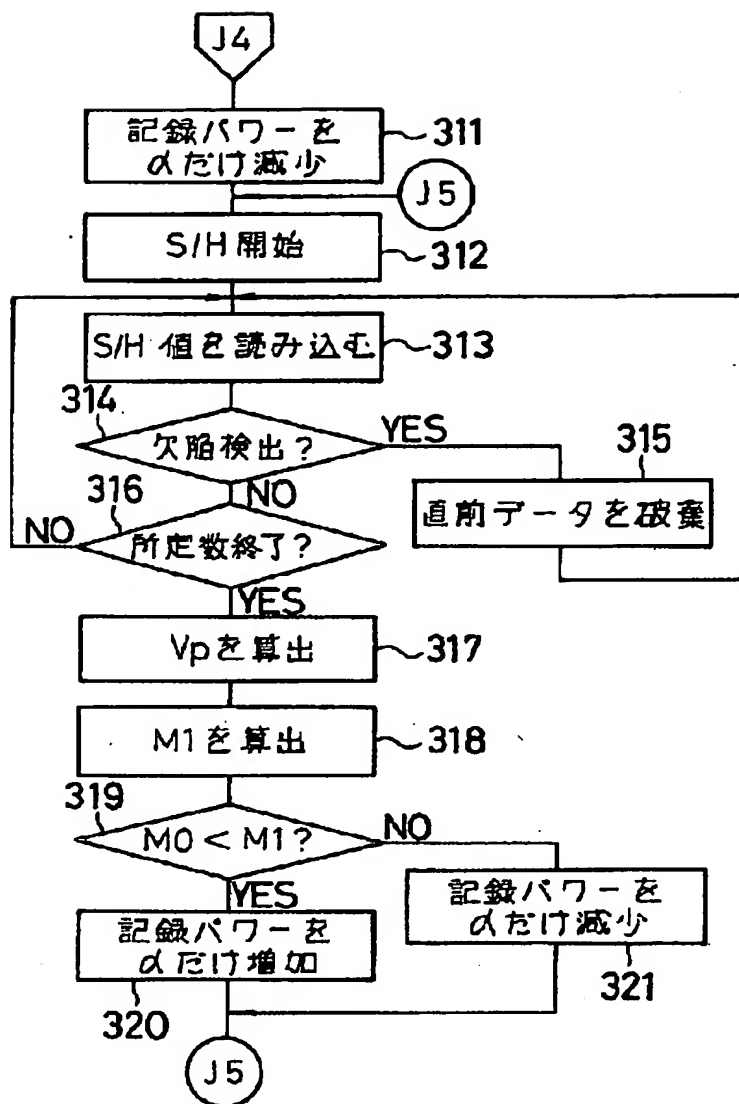 J4
記録パワーを
αだけ減少
311
J5
S/H 開始
312
S/H 値を読み込む
313
314
欠陥検出?
YES
315
NO
直前データを破棄
316
NO
所定数終了?
YES
Vpを算出
317
M1を算出
318
319
M0 < M1?
NO
YES
記録パワーを
αだけ増加
320
記録パワーを
αだけ減少
321
J5